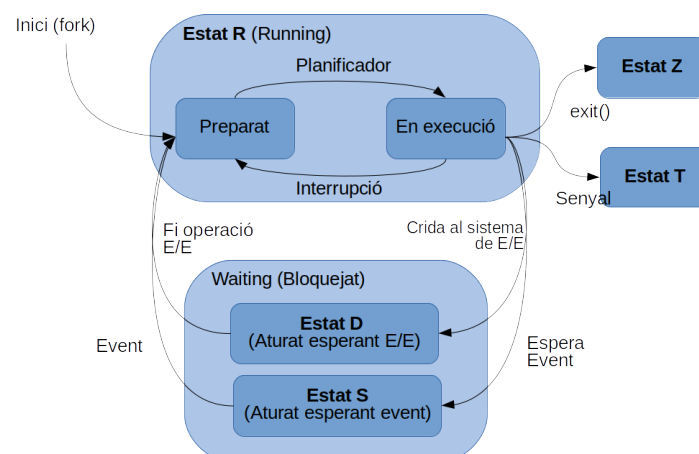 Inici (fork)
Estat R (Running)
Planificador
Preparat
En execució
Interrupció
Estat Z
exit()
Estat T
Senyal
Fi operació
E/E
Crida al sistema
de E/E
Waiting (Bloquejat)
Estat D
(Aturat esperant E/E)
Event
Espera
Event
Estat S
(Aturat esperant event)